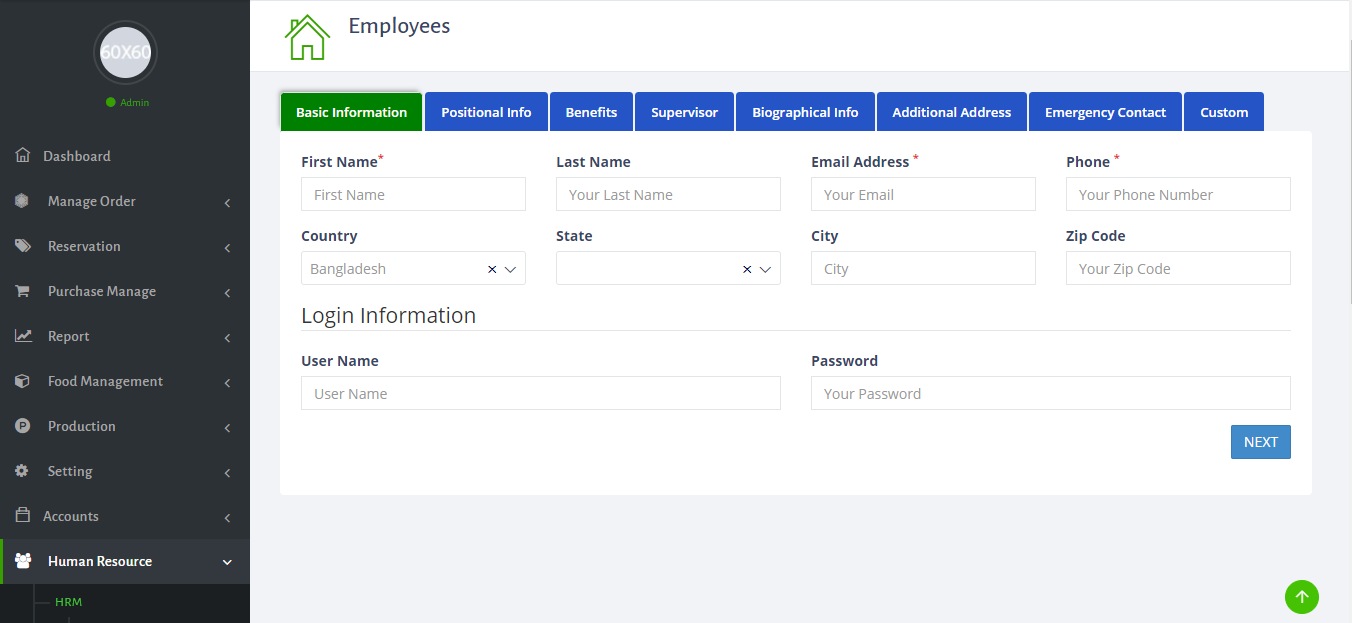 60X60
Admin
Dashboard
Manage Order
Reservation
Purchase Manage
Report
Food Management
Production
Setting
Accounts
Human Resource
HRM
Employees
Basic Information Positional Info Benefits Supervisor Biographical Info Additional Address Emergency Contact Custom
First Name* Last Name Email Address * Phone *
First Name Your Last Name Your Email Your Phone Number
Country State City Zip Code
Bangladesh × × City Your Zip Code
Login Information
User Name Password
User Name Your Password
NEXT